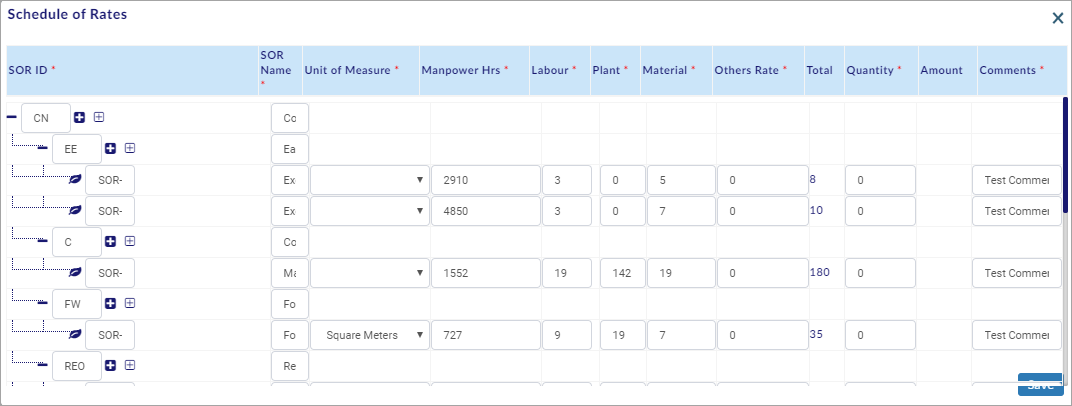 Schedule of Rates
SOR ID * SOR Name * Unit of Measure * Manpower Hrs * Labour * Plant * Material * Others Rate * Total Quantity * Amount Comments *
CN Co
EE Ea
SOR- Ex 2910 3 0 5 0 8 0 Test Commer
SOR- Ex 4850 3 0 7 0 10 0 Test Commer
C Co
SOR- Ma 1552 19 142 19 0 180 0 Test Commer
FW Fo
SOR- Fo Square Meters 727 9 19 7 0 35 0 Test Commer
REO Re
Save